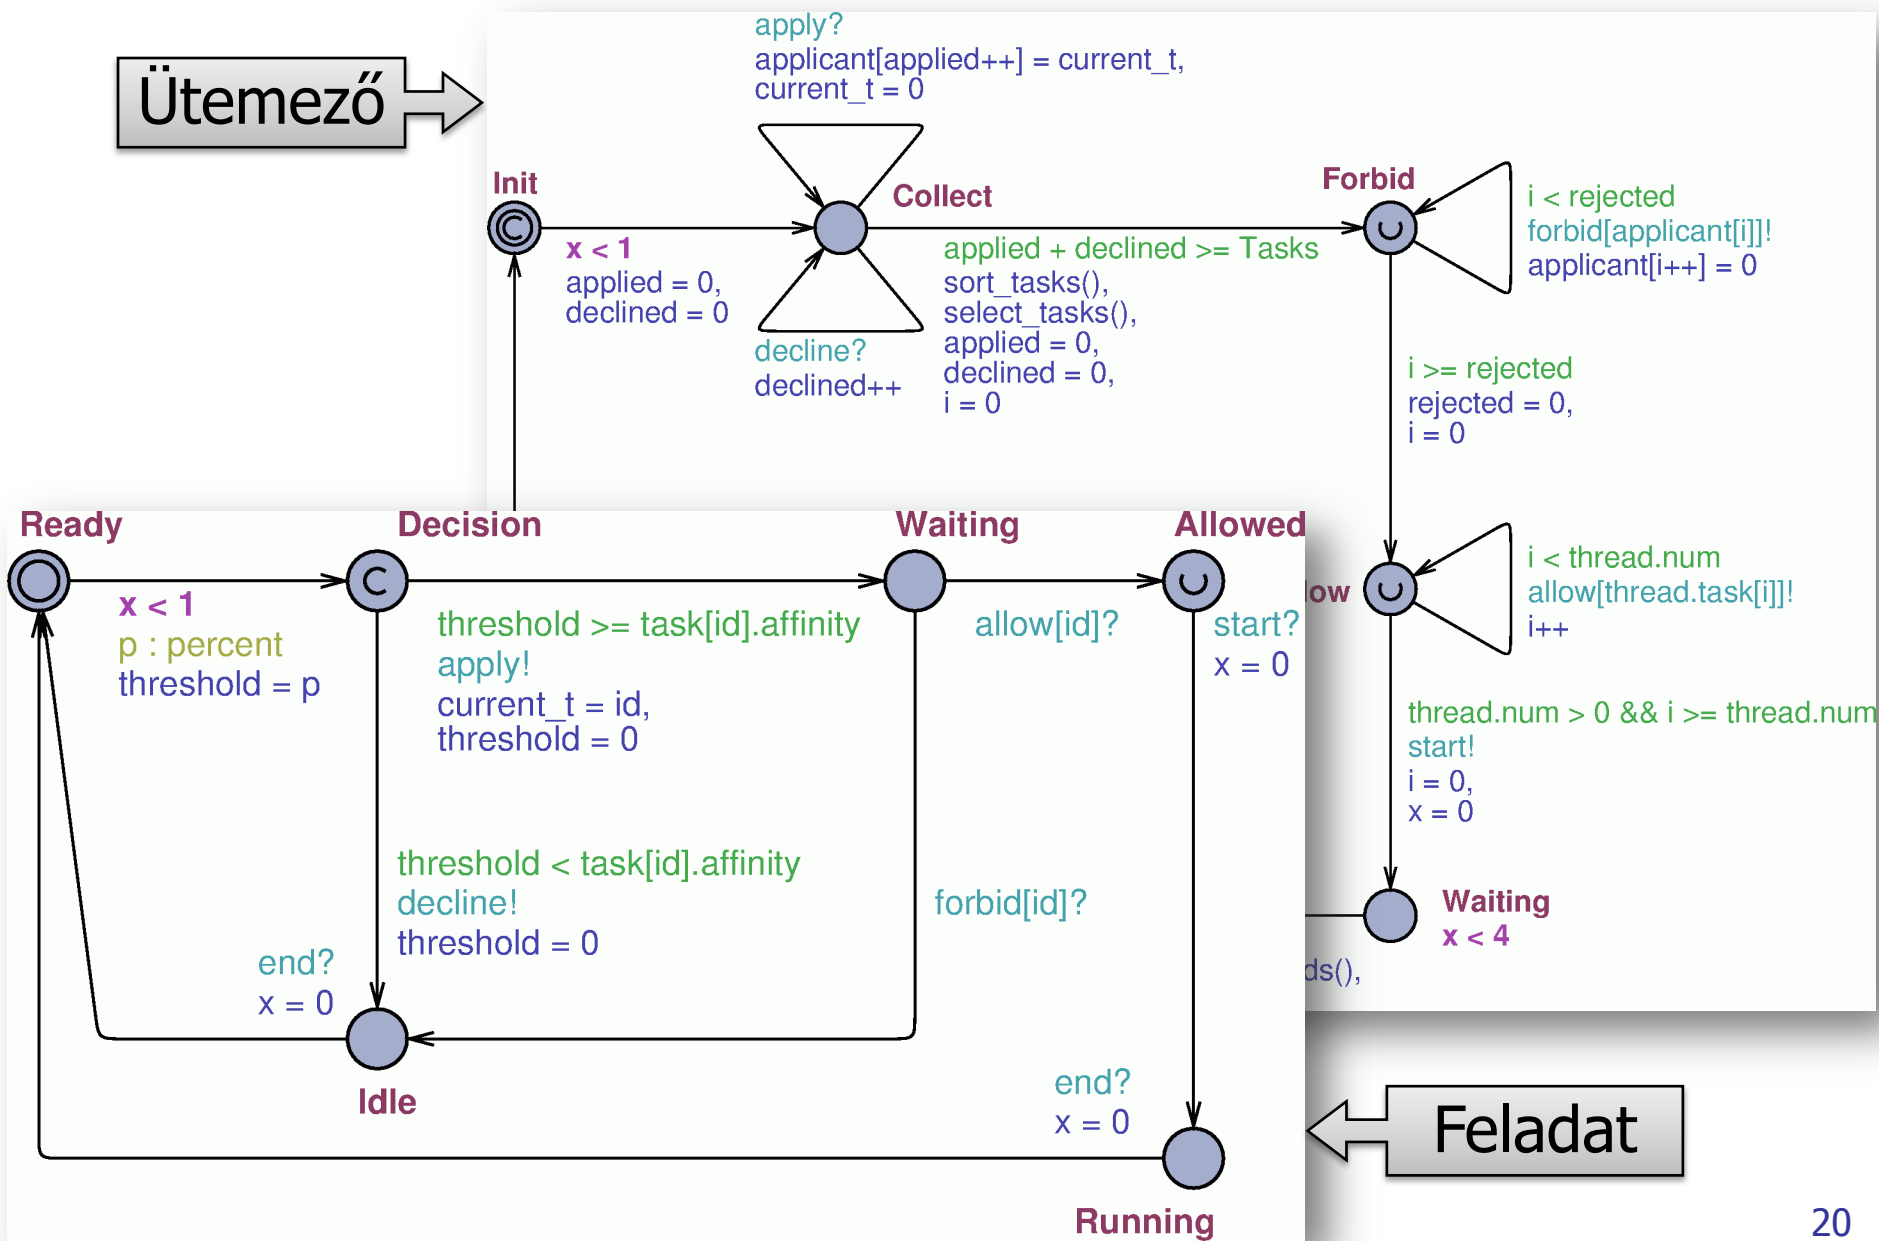 Ütemező
apply?
applicant[applied++] = current_t,
current_t = 0
Init
x < 1
applied = 0,
declined = 0
Collect
decline?
declined++
applied + declined >= Tasks
sort_tasks(),
select_tasks(),
applied = 0,
declined = 0,
i = 0
Forbid
i < rejected
forbid[applicant[i]]!
applicant[i++] = 0
i >= rejected
rejected = 0,
i = 0
low
i < thread.num
allow[thread.task[i]]!
i++
thread.num > 0 && i >= thread.num
start!
i = 0,
x = 0
Waiting
x < 4
ds(),
Ready
x < 1
p : percent
threshold = p
Decision
threshold >= task[id].affinity
apply!
current_t = id,
threshold = 0
Waiting
allow[id]?
Allowed
start?
x = 0
threshold < task[id].affinity
decline!
threshold = 0
forbid[id]?
end?
x = 0
Idle
end?
x = 0
Running
Feladat
20